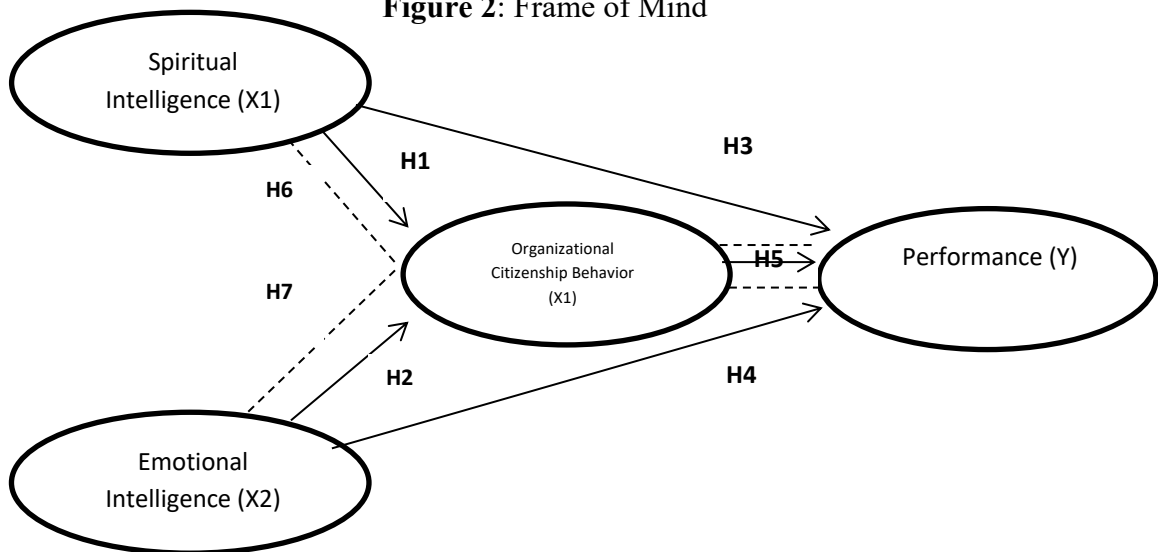 Figure 2: Frame of Mind
Spiritual
Intelligence (X1)
H3
H1
H6
Organizational
Citizenship Behavior
(X1)
H5
Performance (Y)
H7
H2
H4
Emotional
Intelligence (X2)